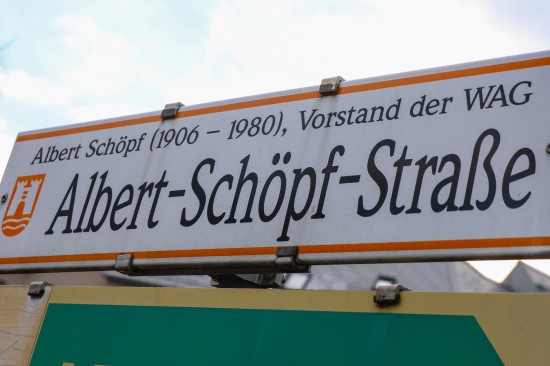 Albert Schöpf (1906 – 1980), Vorstand der WAG
Albert-Schöpf-Straße